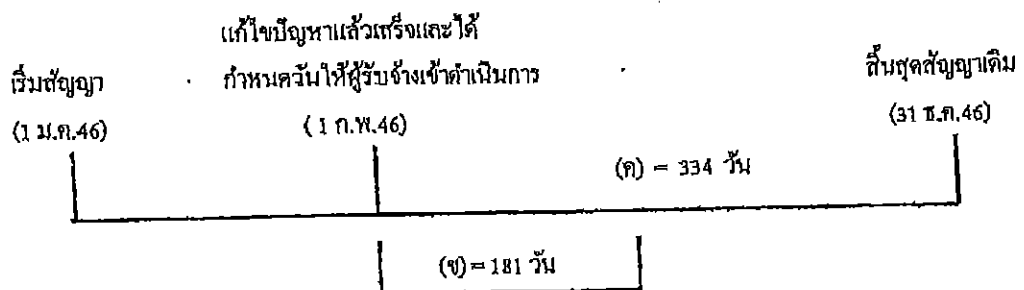 แก้ไขปัญหาแล้วเสร็จและได้
เริ่มสัญญา กำหนดวันให้ผู้รับจ้างเข้าดำเนินการ สิ้นสุดสัญญาเดิม
(1 ม.ค.46) (1 ก.พ.46) (31 ธ.ค.46)
(ค) = 334 วัน
(ข) = 181 วัน